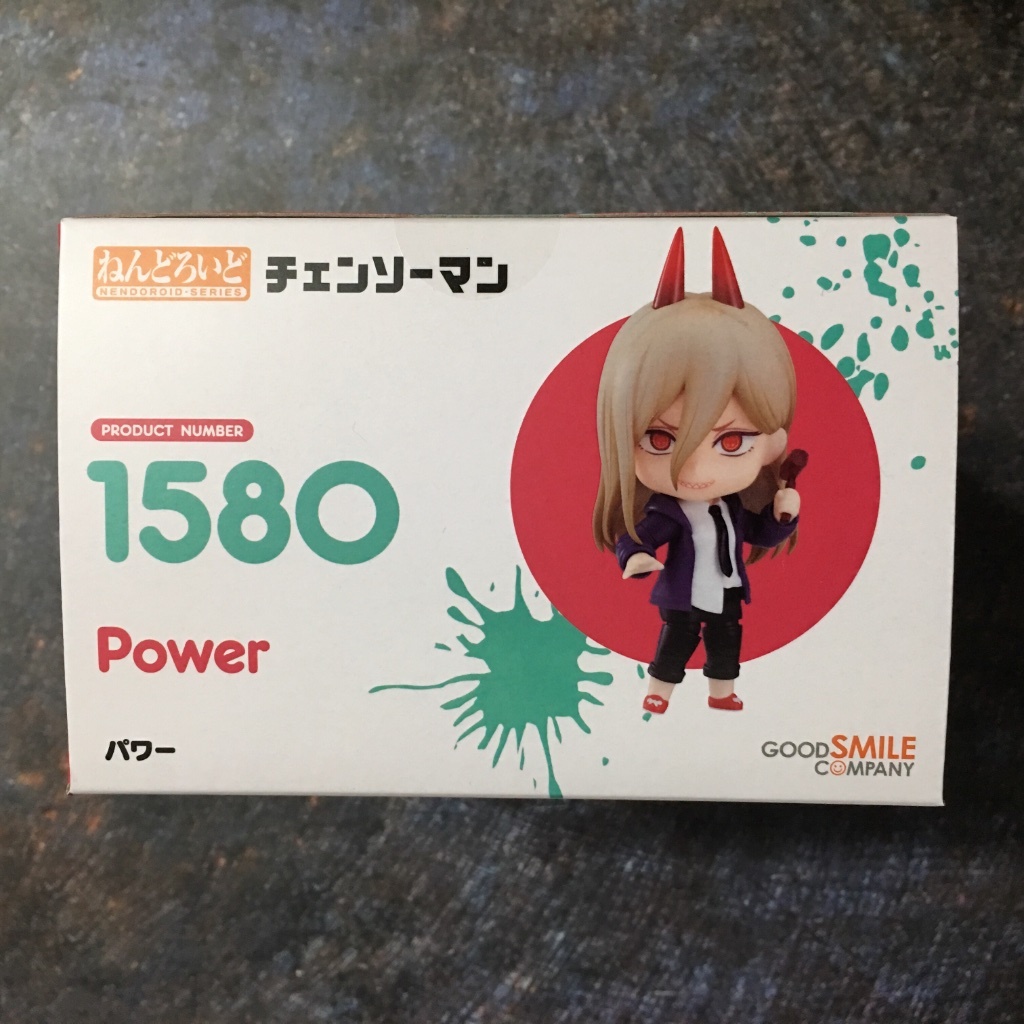 ねんどろいど
NENDOROID·SERIES
チェンソーマン
PRODUCT NUMBER
1580
Power
パワー
GOOD SMILE
COMPANY